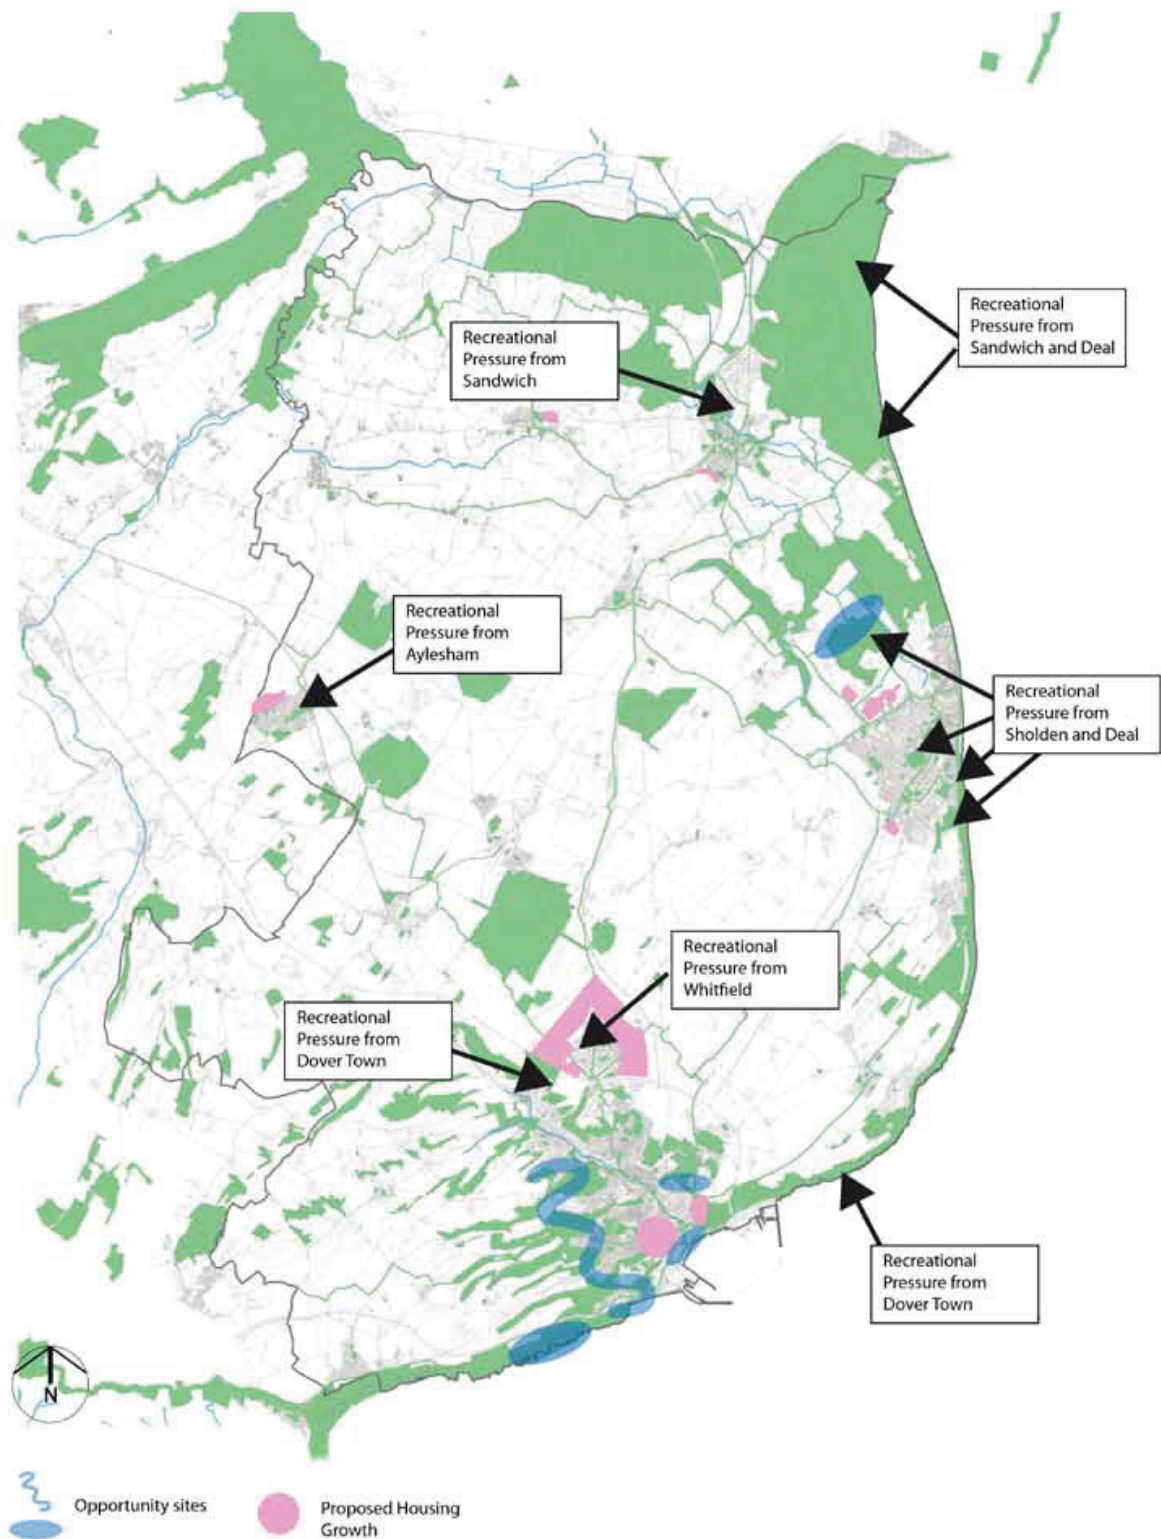 Recreational
Pressure from
Sandwich and Deal
Recreational
Pressure from
Sandwich
Recreational
Pressure from
Aylesham
Recreational
Pressure from
Sholden and Deal
Recreational
Pressure from
Whitfield
Recreational
Pressure from
Dover Town
Recreational
Pressure from
Dover Town
N
Opportunity sites
Proposed Housing
Growth